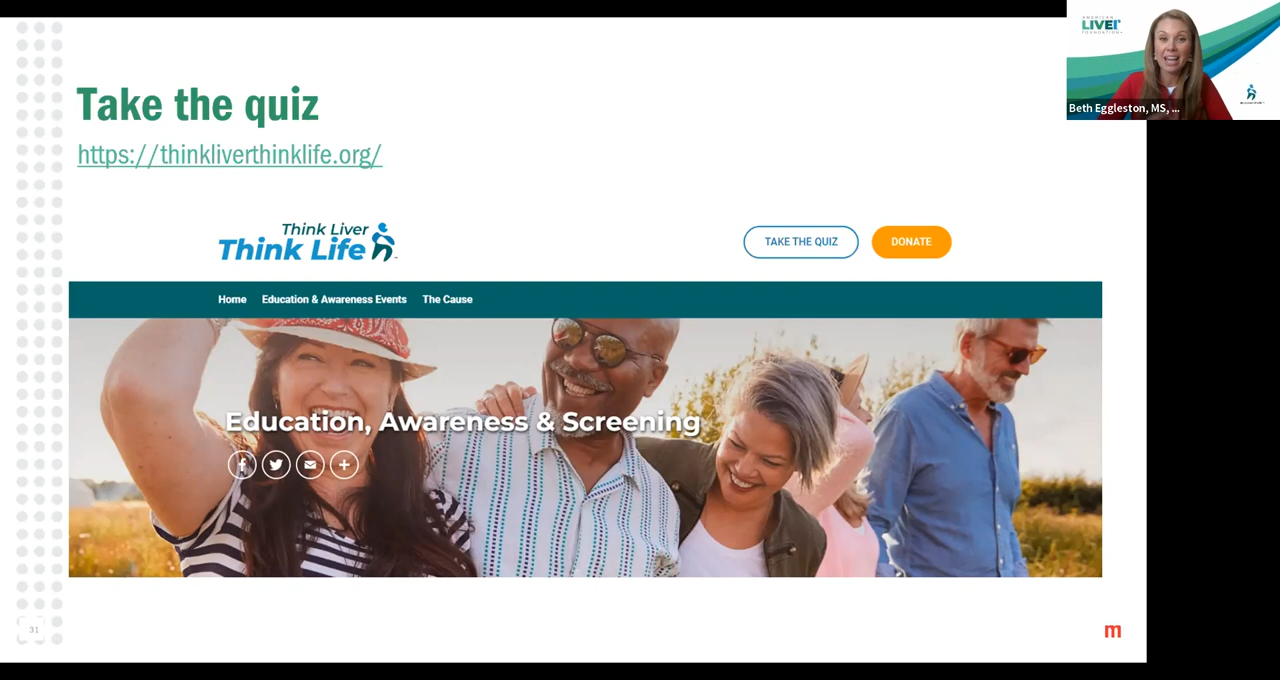 Take the quiz
https://thinkliverthinklife.org/
Think Liver
Think Life
TAKE THE QUIZ
DONATE
Home
Education & Awareness Events
The Cause
Education, Awareness & Screening
31
m
AMERICAN
LIVER
FOUNDATION
Beth Eggleston, MS, ...